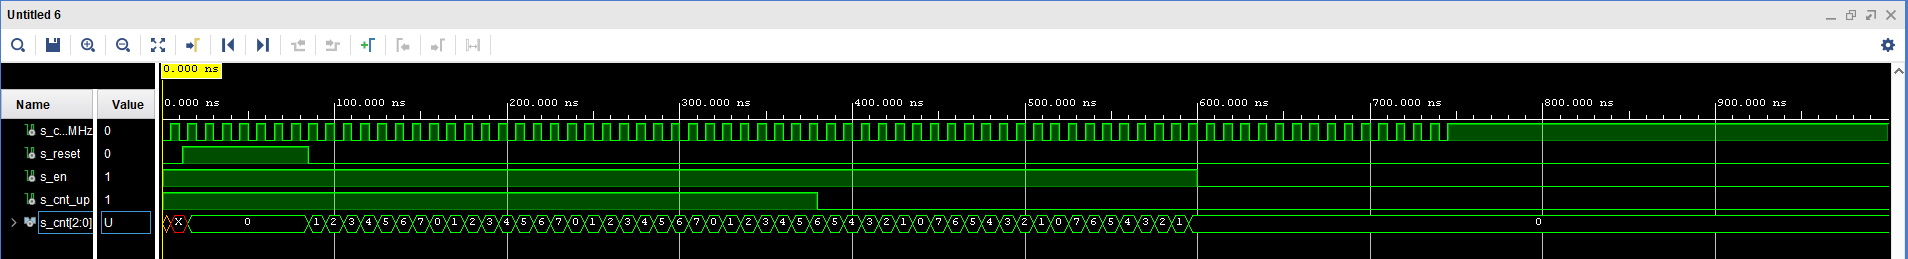 Untitled 6
0.000 ns
Name Value
0.000 ns 100.000 ns 200.000 ns 300.000 ns 400.000 ns 500.000 ns 600.000 ns 700.000 ns 800.000 ns 900.000 ns
s_c...MHz 0
s_reset 0
s_en 1
s_cnt_up 1
s_cnt[2:0] U X 0 1 2 3 4 5 6 7 0 1 2 3 4 5 6 7 0 1 2 3 4 5 6 7 0 1 2 3 4 5 6 5 4 3 2 1 0 7 6 5 4 3 2 1 0 7 6 5 4 3 2 1 0